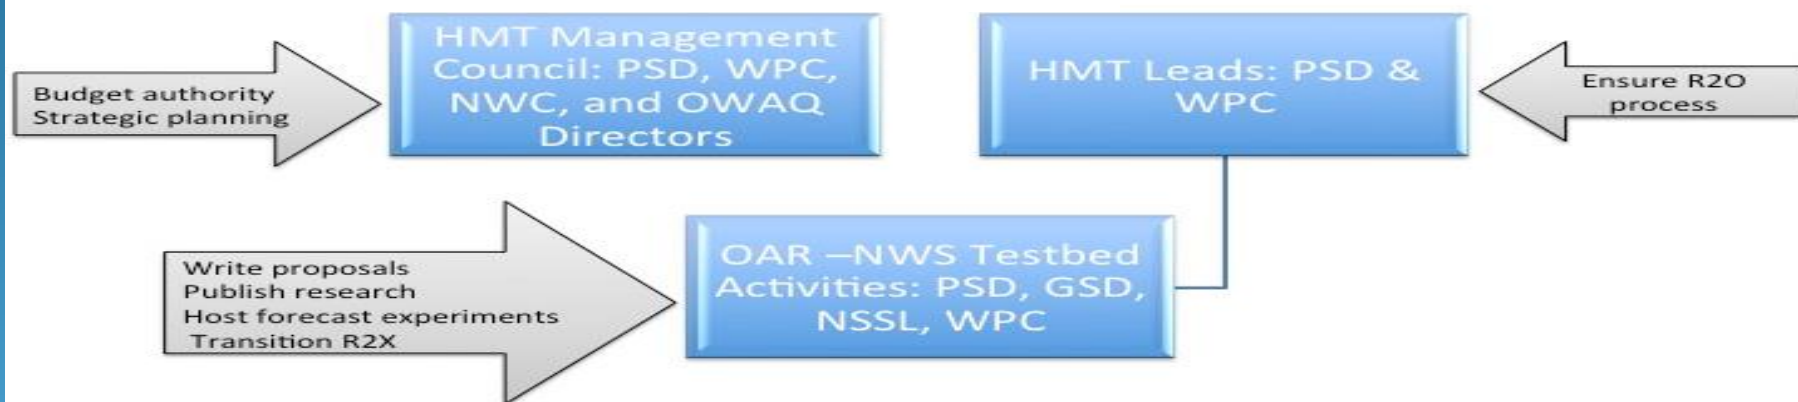 Budget authority
Strategic planning
HMT Management
Council: PSD, WPC,
NWC, and OWAQ
Directors
HMT Leads: PSD &
WPC
Ensure R2O
process
Write proposals
Publish research
Host forecast experiments
Transition R2X
OAR –NWS Testbed
Activities: PSD, GSD,
NSSL, WPC